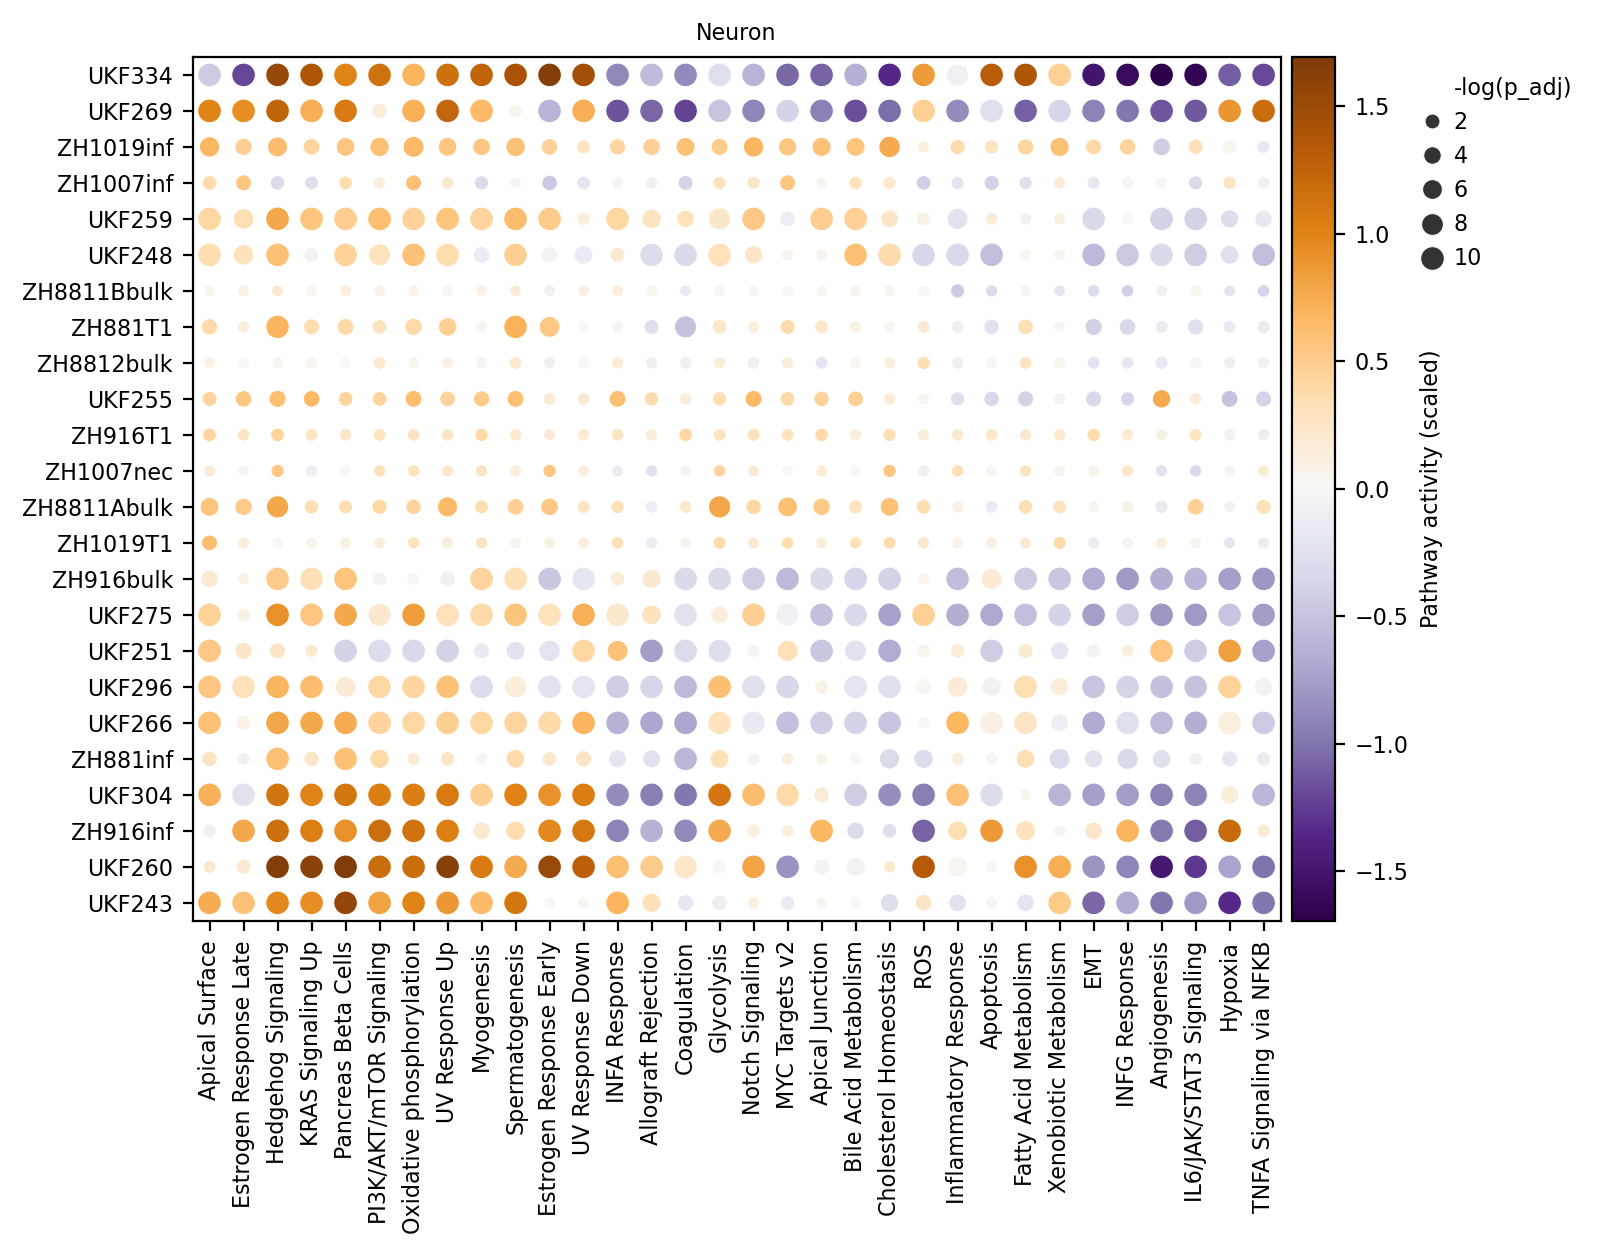 Neuron
UKF334
UKF269
ZH1019inf
ZH1007inf
UKF259
UKF248
ZH8811Bbulk
ZH881T1
ZH8812bulk
UKF255
ZH916T1
ZH1007nec
ZH8811Abulk
ZH1019T1
ZH916bulk
UKF275
UKF251
UKF296
UKF266
ZH881inf
UKF304
ZH916inf
UKF260
UKF243
Apical Surface
Estrogen Response Late
Hedgehog Signaling
KRAS Signaling Up
Pancreas Beta Cells
PI3K/AKT/mTOR Signaling
Oxidative phosphorylation
UV Response Up
Myogenesis
Spermatogenesis
Estrogen Response Early
UV Response Down
INFA Response
Allograft Rejection
Coagulation
Glycolysis
Notch Signaling
MYC Targets v2
Apical Junction
Bile Acid Metabolism
Cholesterol Homeostasis
ROS
Inflammatory Response
Apoptosis
Fatty Acid Metabolism
Xenobiotic Metabolism
EMT
INFG Response
Angiogenesis
IL6/JAK/STAT3 Signaling
Hypoxia
TNFA Signaling via NFKB
1.5
1.0
0.5
0.0
−0.5
−1.0
−1.5
Pathway activity (scaled)
-log(p_adj)
2
4
6
8
10